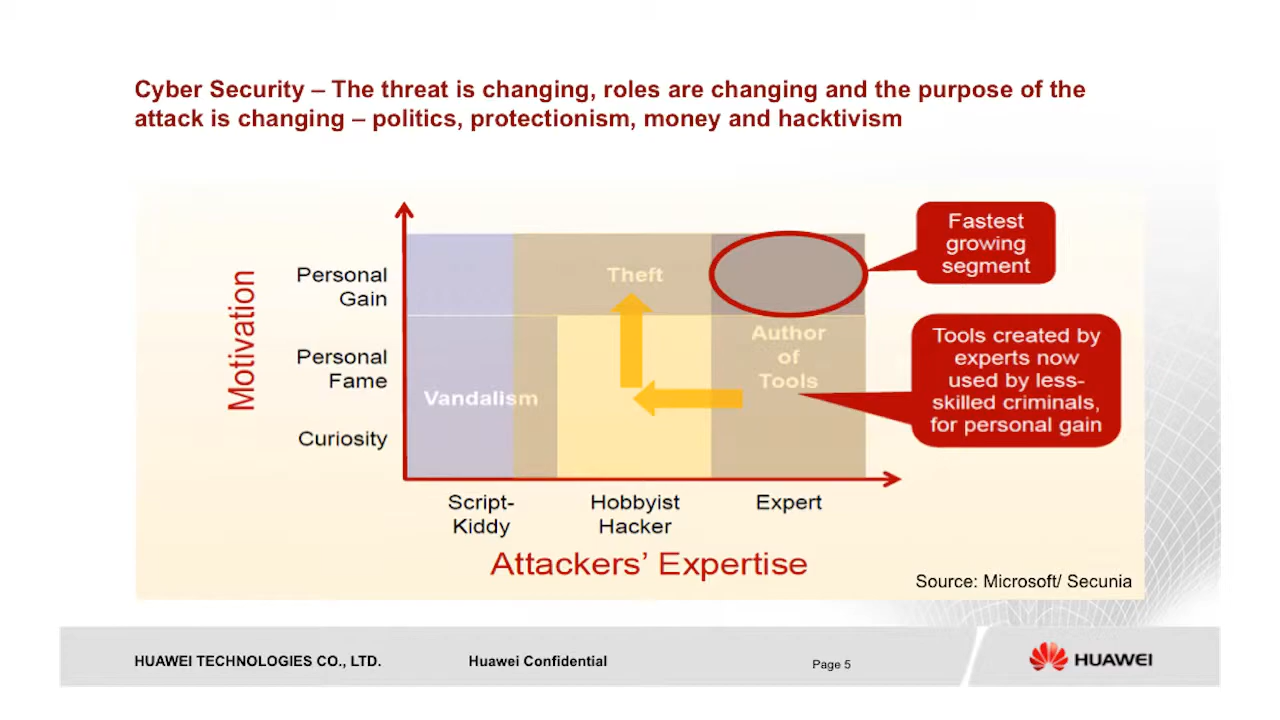 Cyber Security – The threat is changing, roles are changing and the purpose of the
attack is changing – politics, protectionism, money and hacktivism
Motivation
Personal
Gain
Personal
Fame
Curiosity
Theft
Vandalism
Author
of
Tools
Fastest
growing
segment
Tools created by
experts now
used by less-
skilled criminals,
for personal gain
Script-
Kiddy
Hobbyist
Hacker
Expert
Attackers’ Expertise
Source: Microsoft/ Secunia
HUAWEI TECHNOLOGIES CO., LTD.
Huawei Confidential
Page 5
HUAWEI